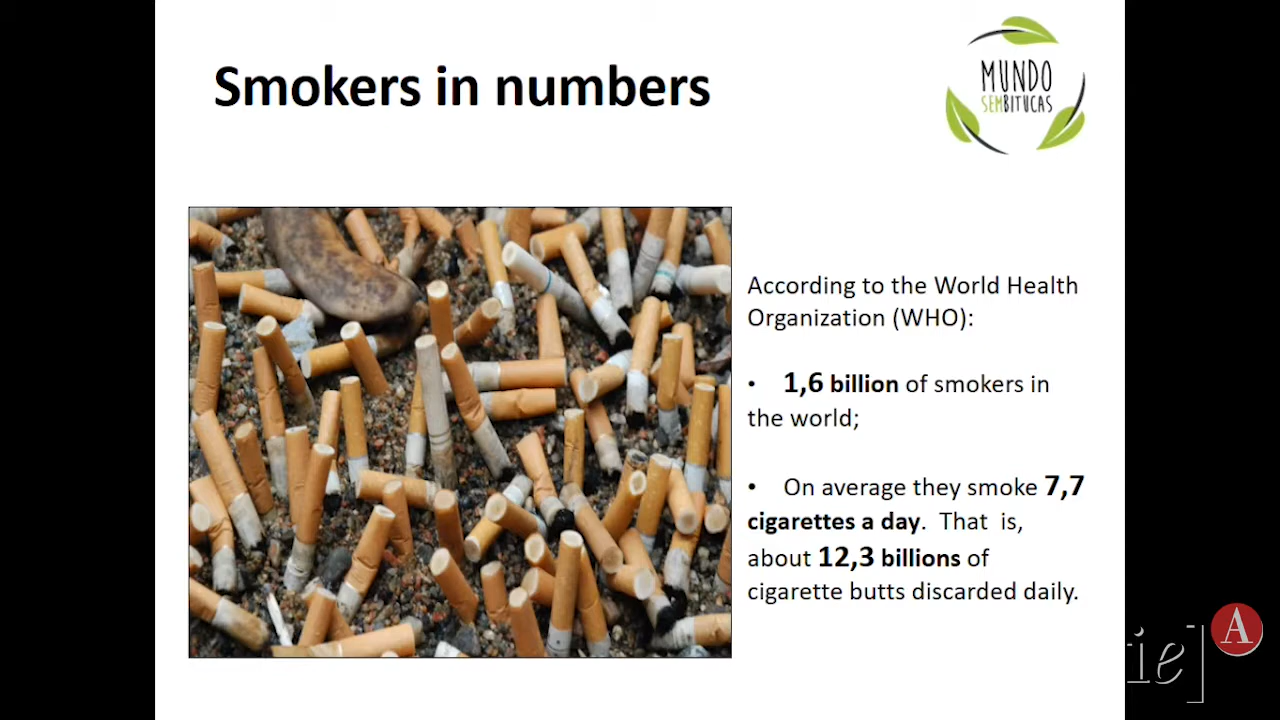 Smokers in numbers
MUNDO
SEMBITUCAS
According to the World Health
Organization (WHO):
• 1,6 billion of smokers in
the world;
• On average they smoke 7,7
cigarettes a day. That is,
about 12,3 billions of
cigarette butts discarded daily.
ie]
A